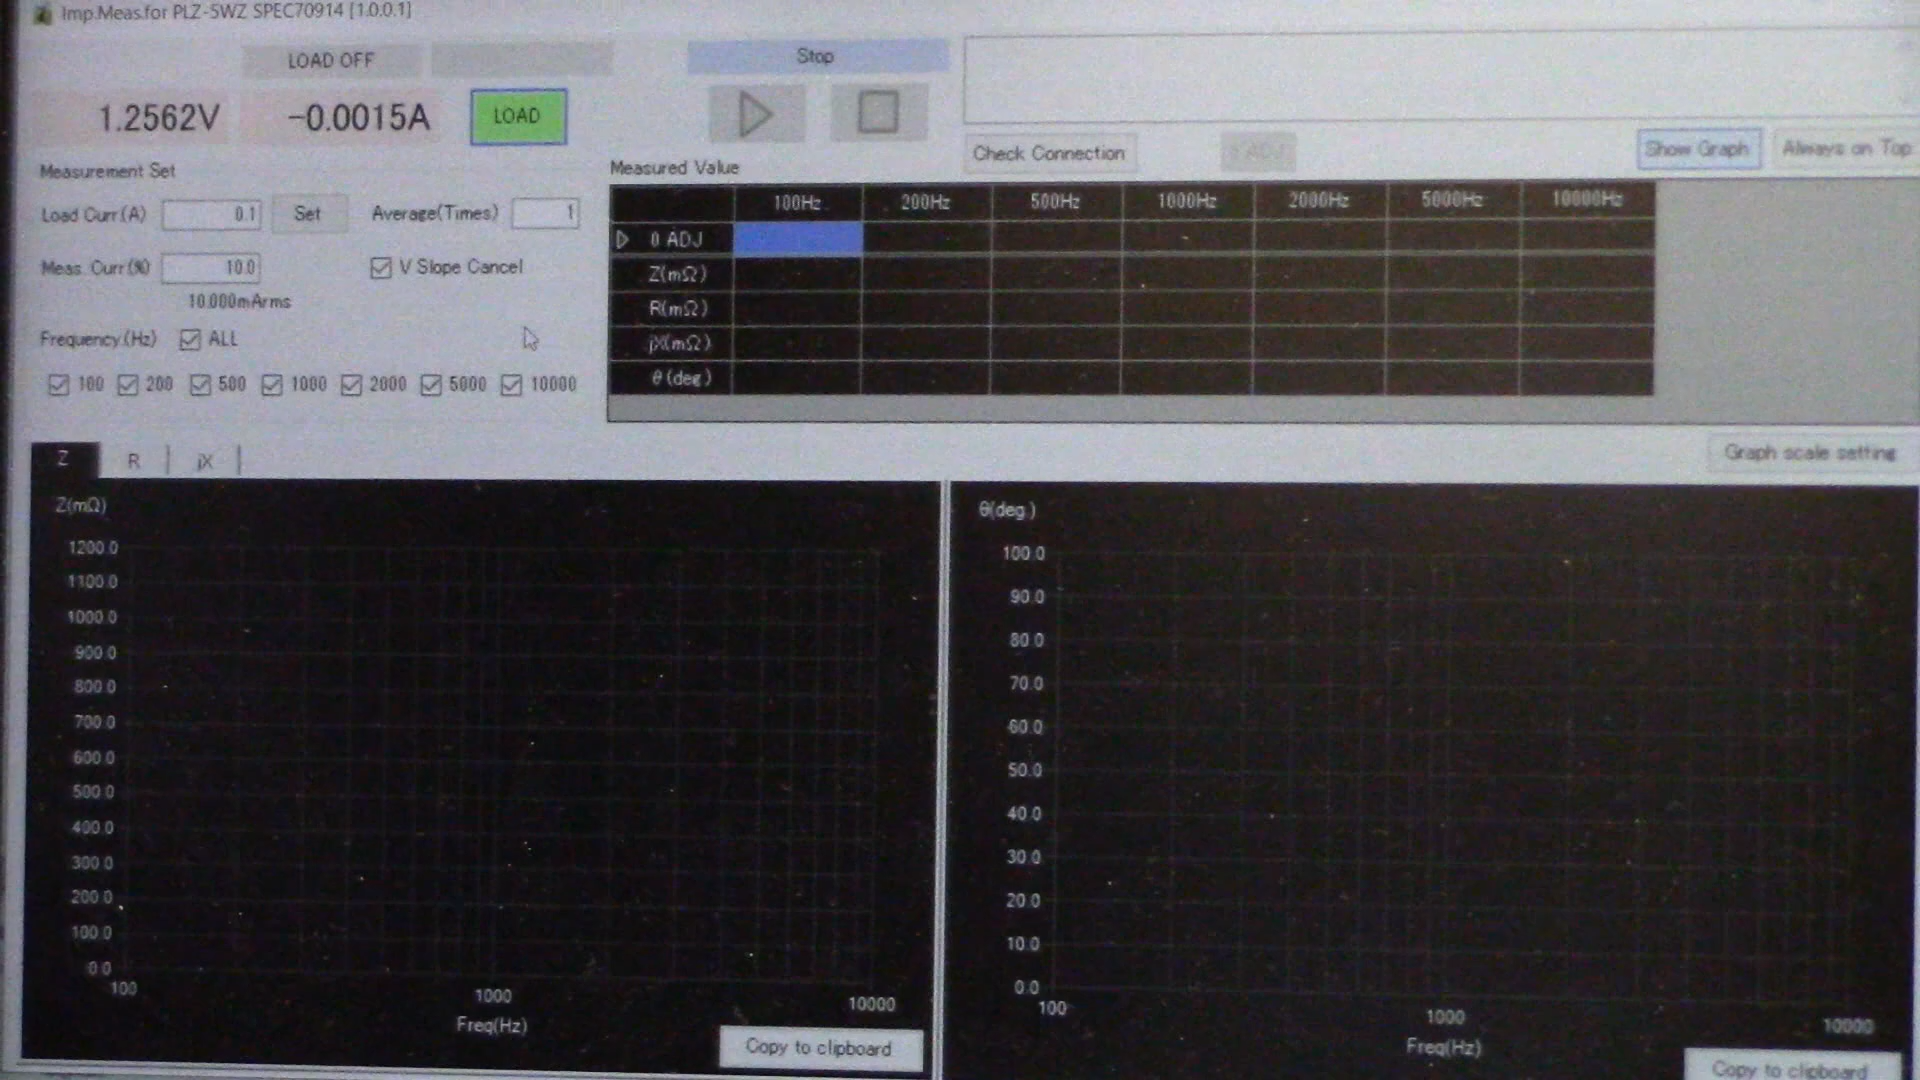 Imp.Meas.for PLZ-5WZ SPEC70914 [1.0.0.1]
LOAD OFF
Stop
1.2562V -0.0015A LOAD
Check Connection 0 ADJ Show Graph Always on Top
Measurement Set
Measured Value
Load Curr.(A) 0.1 Set Average(Times) 1
Meas. Curr.(%) 10.0 V Slope Cancel
10.000mArms
Frequency.(Hz) ALL
100 200 500 1000 2000 5000 10000
100Hz 200Hz 500Hz 1000Hz 2000Hz 5000Hz 10000Hz
0 ADJ
Z(mΩ)
R(mΩ)
jX(mΩ)
θ(deg.)
Z R jX
Graph scale setting
Z(mΩ)
1200.0
1100.0
1000.0
900.0
800.0
700.0
600.0
500.0
400.0
300.0
200.0
100.0
0.0
100 1000 10000
Freq(Hz)
Copy to clipboard
θ(deg.)
100.0
90.0
80.0
70.0
60.0
50.0
40.0
30.0
20.0
10.0
0.0
100 1000 10000
Freq(Hz)
Copy to clipboard